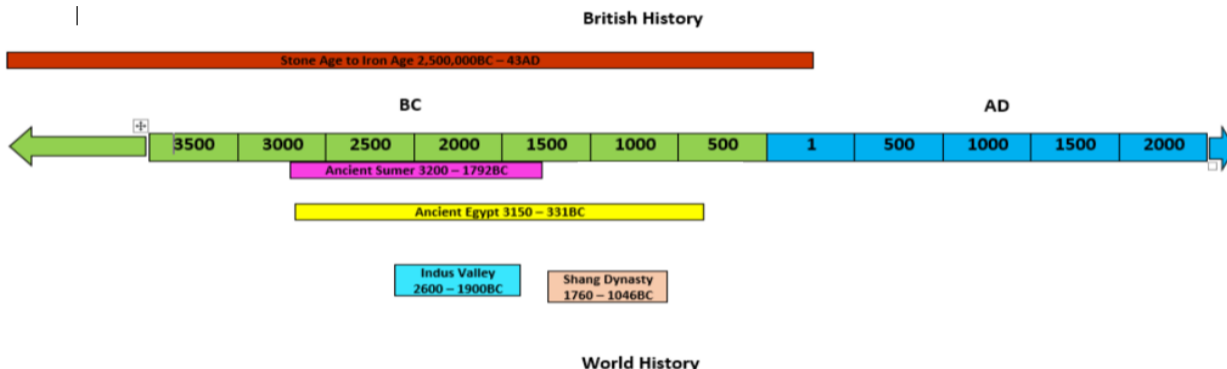 British History
Stone Age to Iron Age 2,500,000BC – 43AD
BC AD
3500 3000 2500 2000 1500 1000 500 1 500 1000 1500 2000
Ancient Sumer 3200 – 1792BC
Ancient Egypt 3150 – 331BC
Indus Valley
2600 – 1900BC
Shang Dynasty
1760 – 1046BC
World History